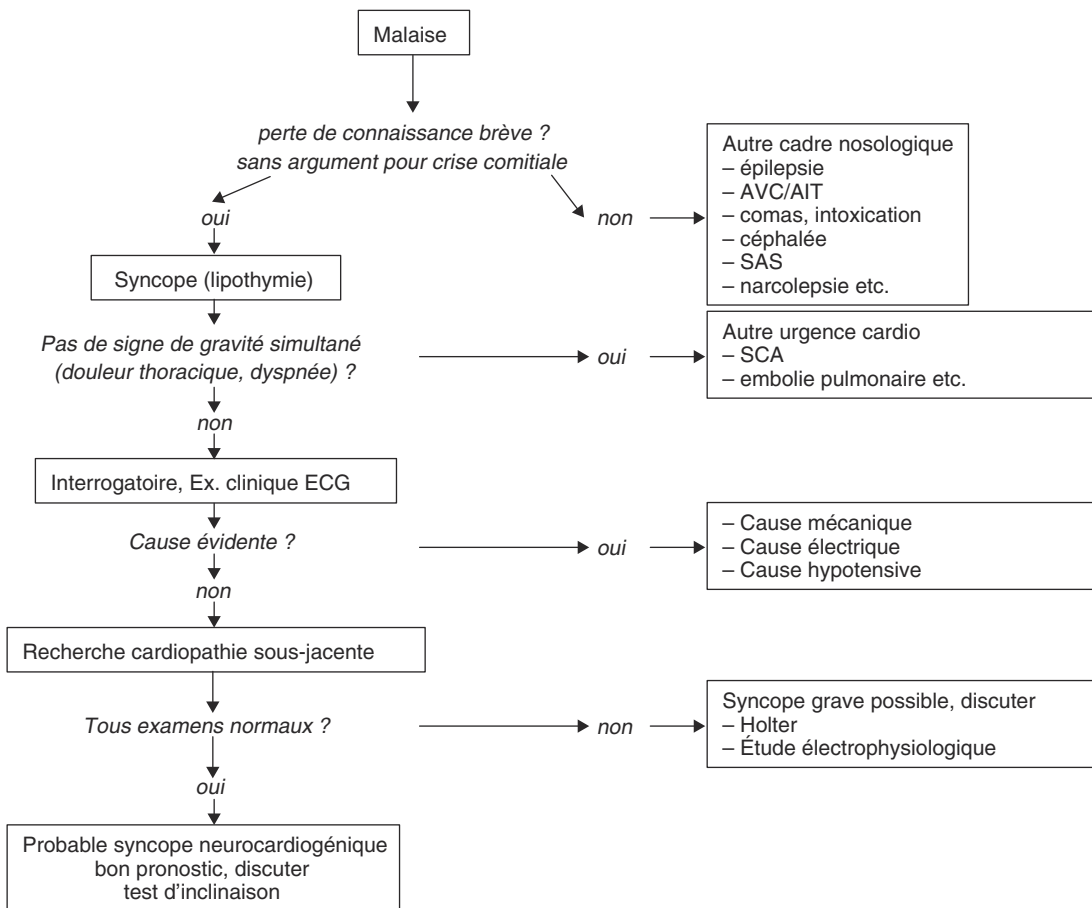 Malaise
perte de connaissance brève ?
sans argument pour crise comitiale
oui
non
Autre cadre nosologique
– épilepsie
– AVC/AIT
– comas, intoxication
– céphalée
– SAS
– narcolepsie etc.
Syncope (lipothymie)
Pas de signe de gravité simultané
(douleur thoracique, dyspnée) ?
oui
Autre urgence cardio
– SCA
– embolie pulmonaire etc.
non
Interrogatoire, Ex. clinique ECG
Cause évidente ?
oui
– Cause mécanique
– Cause électrique
– Cause hypotensive
non
Recherche cardiopathie sous-jacente
Tous examens normaux ?
non
Syncope grave possible, discuter
– Holter
– Étude électrophysiologique
oui
Probable syncope neurocardiogénique
bon pronostic, discuter
test d’inclinaison